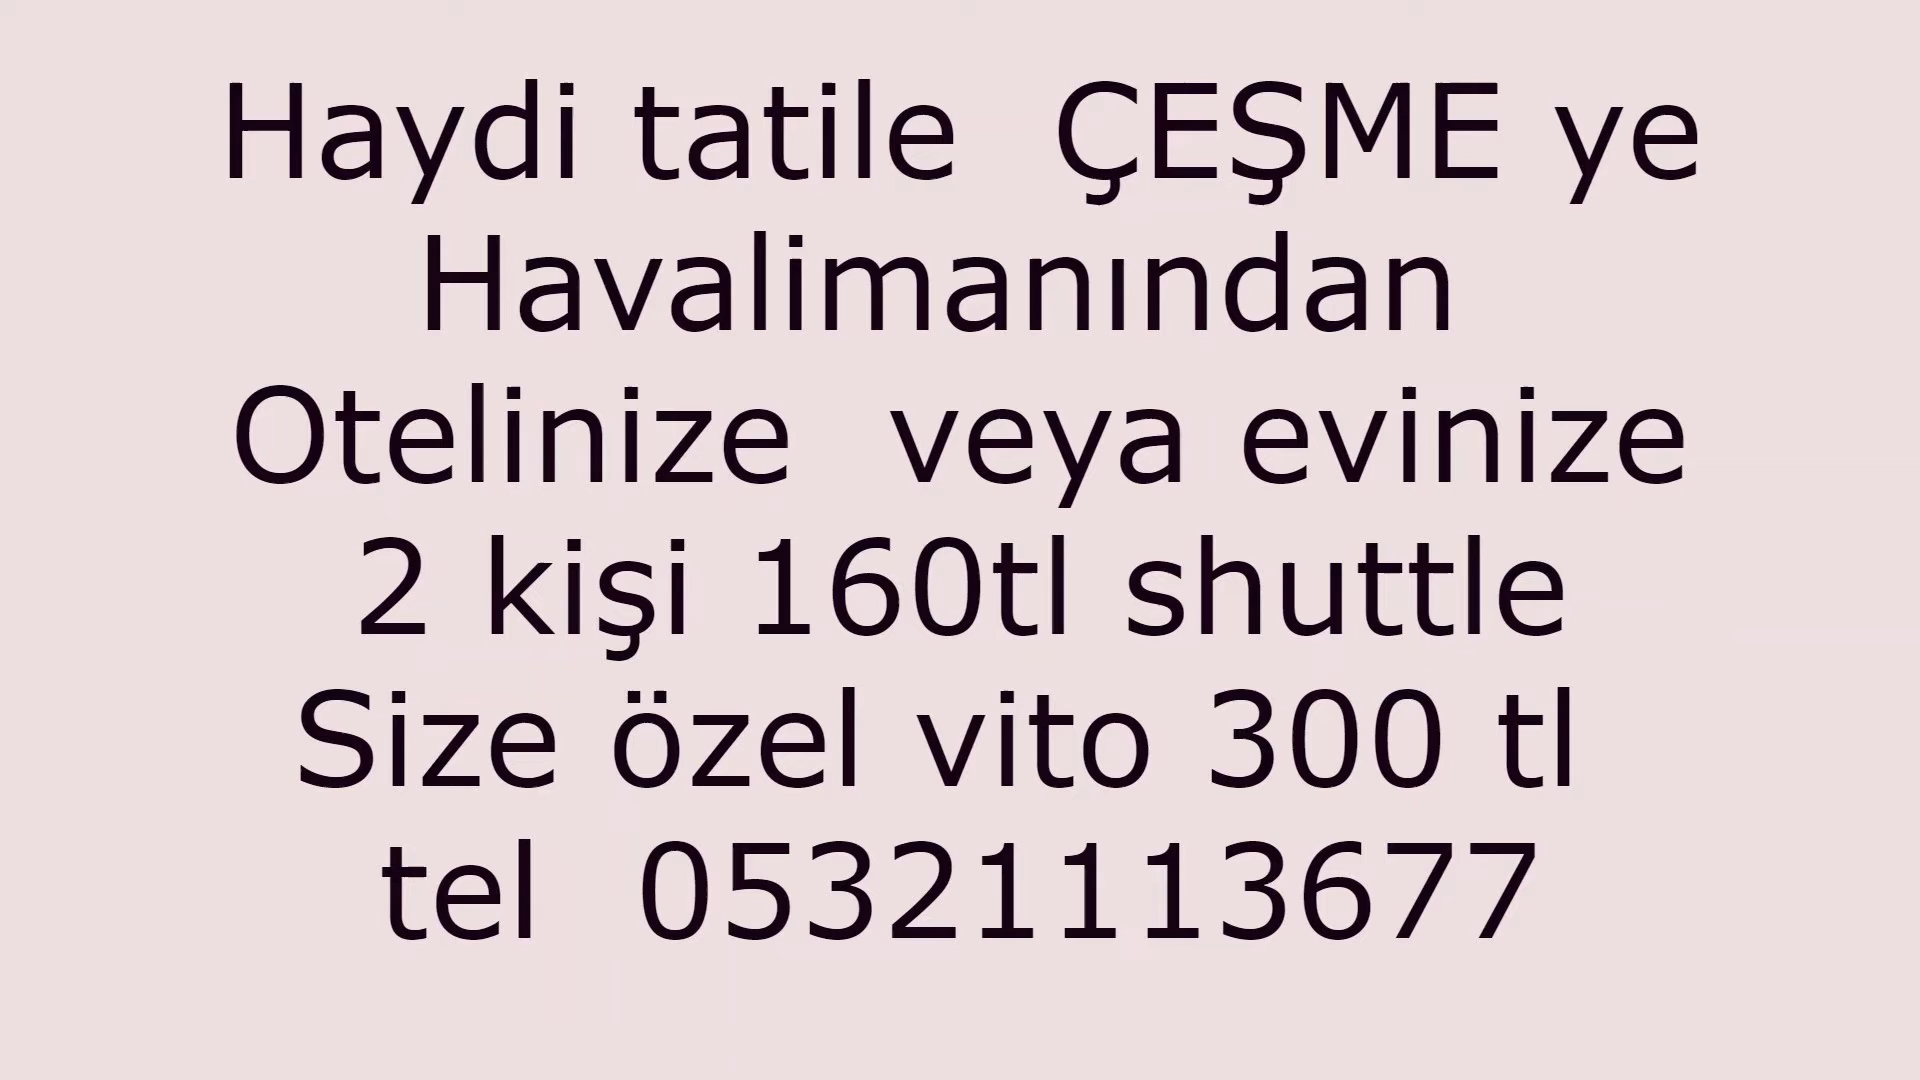 Haydi tatile  ÇEŞME ye
Havalimanından
Otelinize  veya evinize
2 kişi 160tl shuttle
Size özel vito 300 tl
tel  05321113677